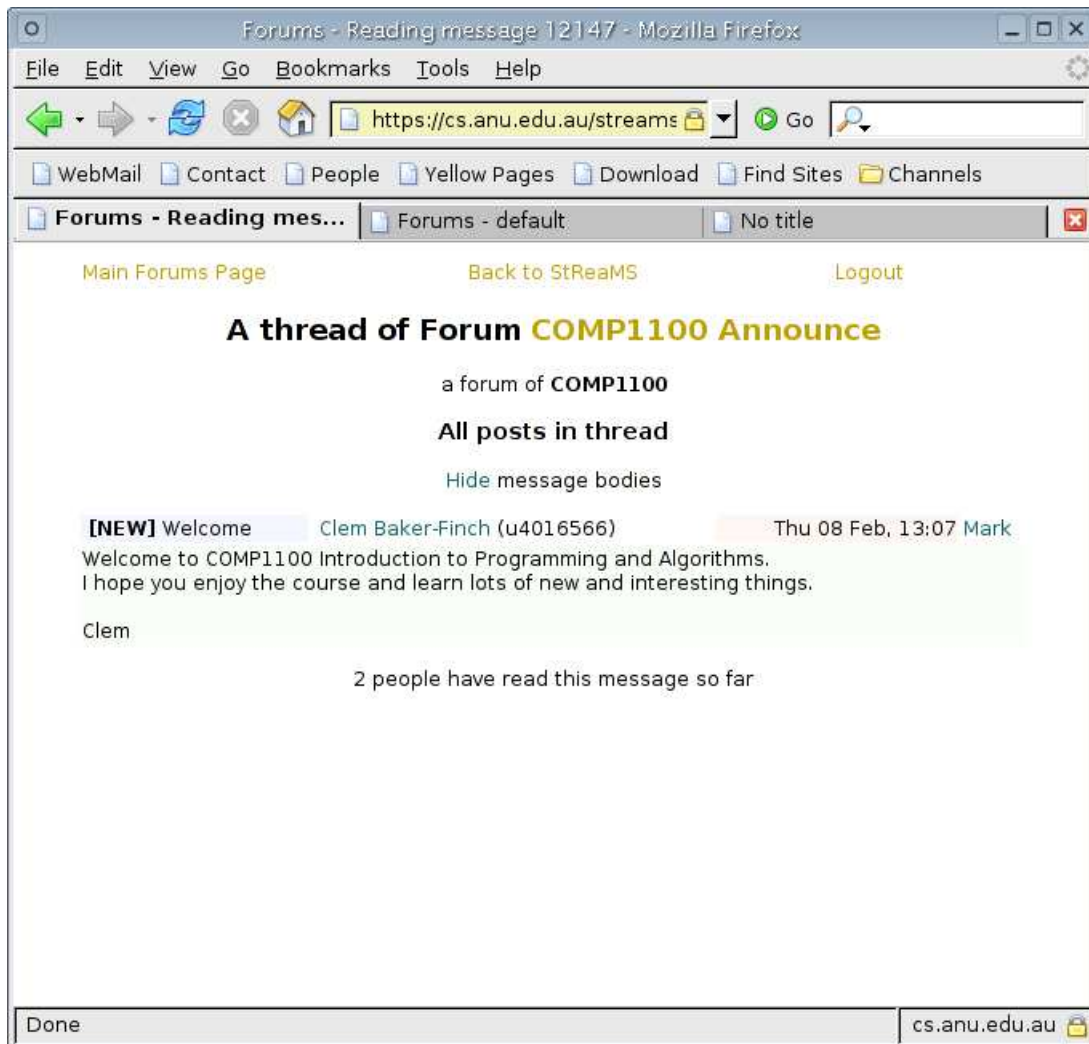 Forums - Reading message 12147 - Mozilla Firefox
File Edit View Go Bookmarks Tools Help
https://cs.anu.edu.au/streams Go
WebMail Contact People Yellow Pages Download Find Sites Channels
Forums - Reading mes... Forums - default No title
Main Forums Page Back to StReaMS Logout
A thread of Forum COMP1100 Announce
a forum of COMP1100
All posts in thread
Hide message bodies
[NEW] Welcome Clem Baker-Finch (u4016566) Thu 08 Feb, 13:07 Mark
Welcome to COMP1100 Introduction to Programming and Algorithms.
I hope you enjoy the course and learn lots of new and interesting things.
Clem
2 people have read this message so far
Done cs.anu.edu.au